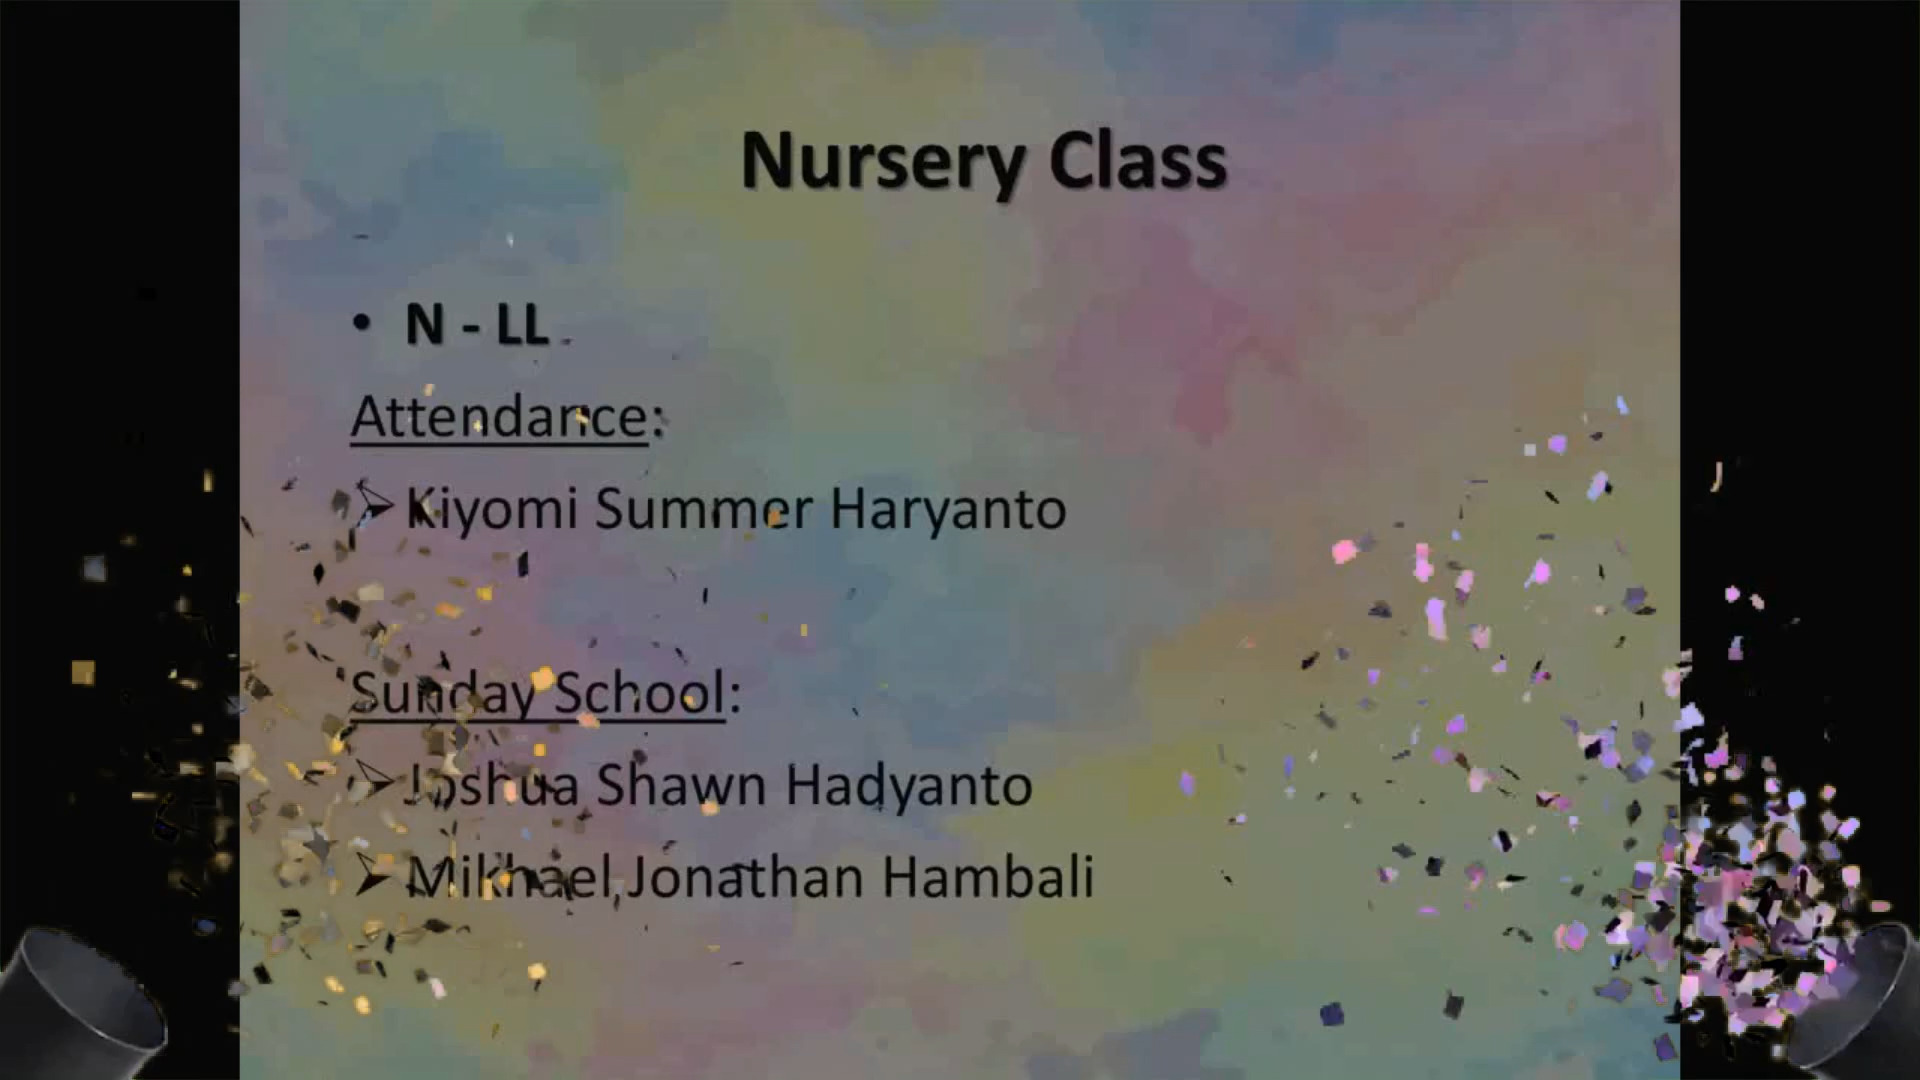 Nursery Class
• N - LL
Attendance:
➢ Kiyomi Summer Haryanto
Sunday School:
➢ Joshua Shawn Hadyanto
➢ Mikhael Jonathan Hambali